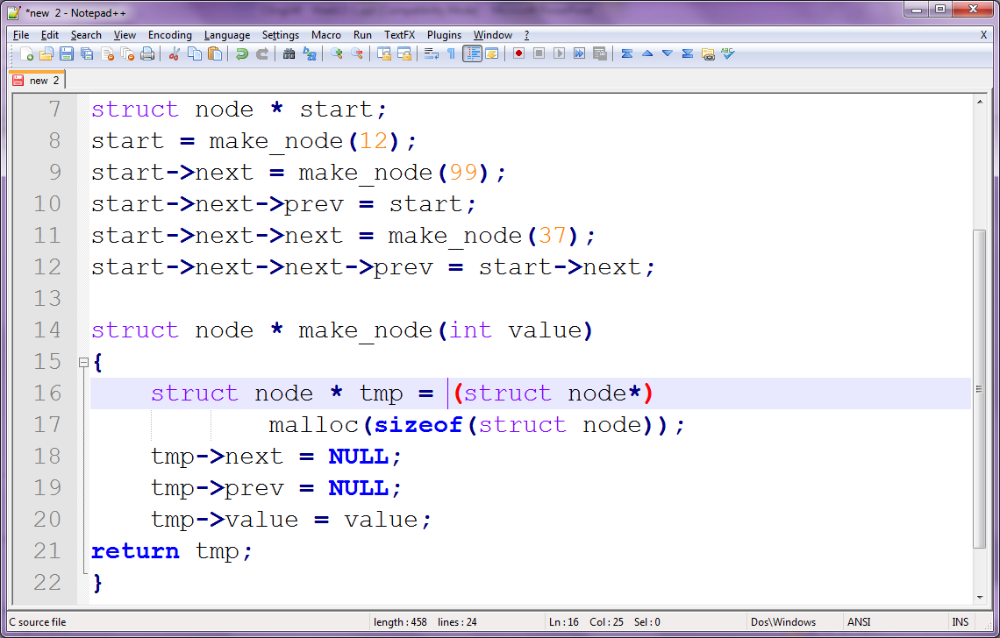 *new 2 - Notepad++
File Edit Search View Encoding Language Settings Macro Run TextFX Plugins Window ? X
new 2
7 struct node * start;
8 start = make_node(12);
9 start->next = make_node(99);
10 start->next->prev = start;
11 start->next->next = make_node(37);
12 start->next->next->prev = start->next;
13
14 struct node * make_node(int value)
15 {
16 struct node * tmp = (struct node*)
17 malloc(sizeof(struct node));
18 tmp->next = NULL;
19 tmp->prev = NULL;
20 tmp->value = value;
21 return tmp;
22 }
C source file length : 458 lines : 24 Ln : 16 Col : 25 Sel : 0 Dos\Windows ANSI INS